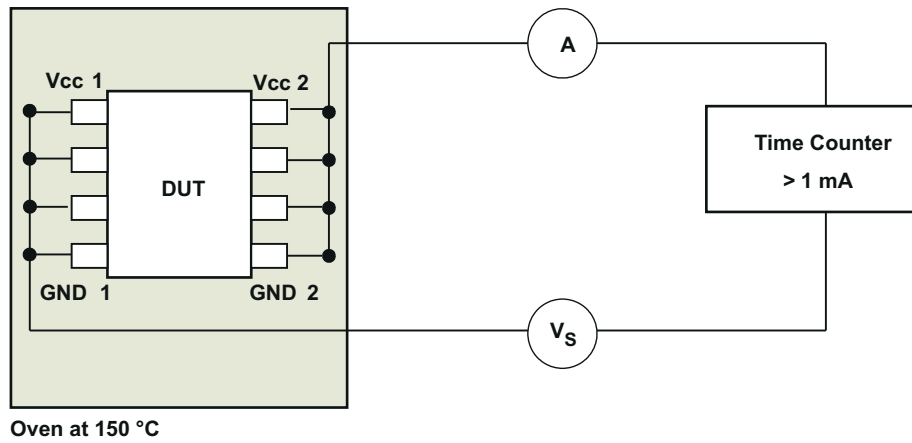 A
Vcc 1
Vcc 2
Time Counter
> 1 mA
DUT
GND 1
GND 2
VS
Oven at 150 °C